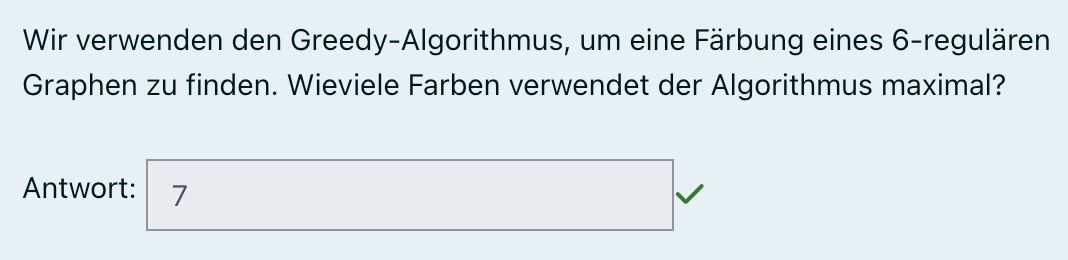 Wir verwenden den Greedy-Algorithmus, um eine Färbung eines 6-regulären
Graphen zu finden. Wieviele Farben verwendet der Algorithmus maximal?
Antwort: 7